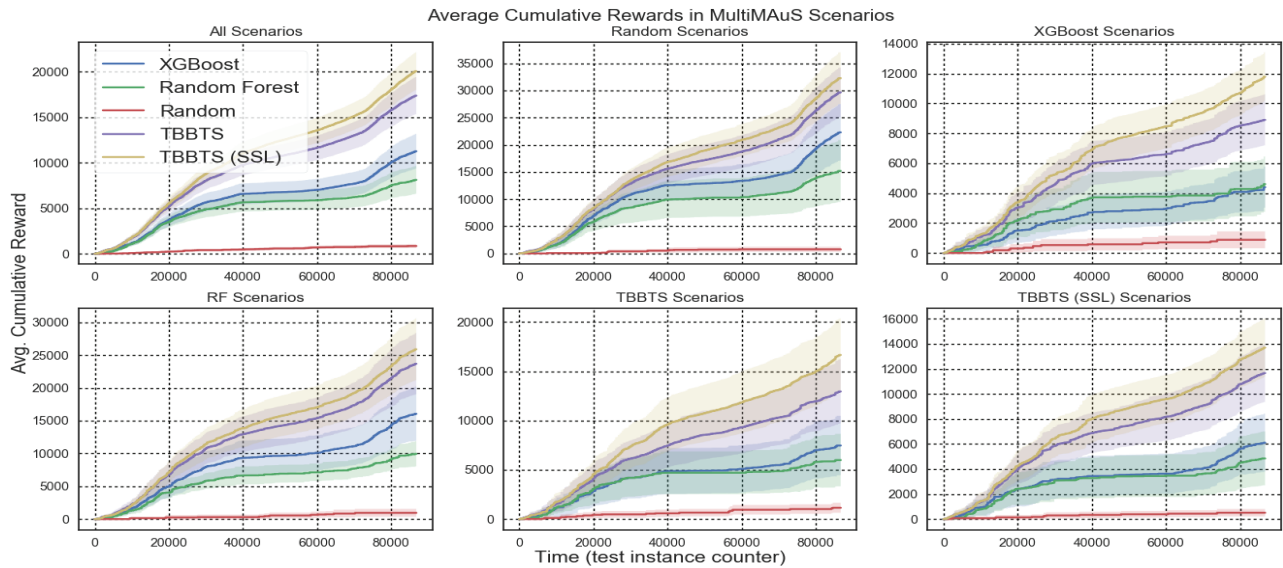 Average Cumulative Rewards in MultiMAuS Scenarios
All Scenarios
Random Scenarios
XGBoost Scenarios
XGBoost
Random Forest
Random
TBBTS
TBBTS (SSL)
20000
15000
10000
5000
0
0 20000 40000 60000 80000
35000
30000
25000
20000
15000
10000
5000
0
0 20000 40000 60000 80000
14000
12000
10000
8000
6000
4000
2000
0
0 20000 40000 60000 80000
Avg. Cumulative Reward
RF Scenarios
TBBTS Scenarios
TBBTS (SSL) Scenarios
30000
25000
20000
15000
10000
5000
0
0 20000 40000 60000 80000
20000
15000
10000
5000
0
0 20000 40000 60000 80000
16000
14000
12000
10000
8000
6000
4000
2000
0
0 20000 40000 60000 80000
Time (test instance counter)